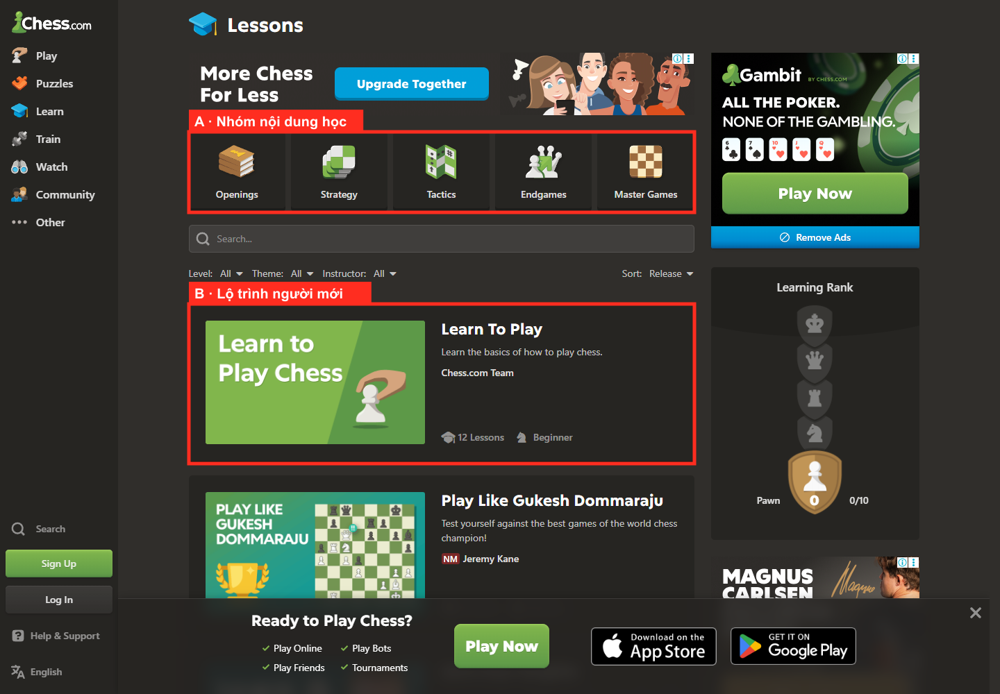 Chess.com
Play
Puzzles
Learn
Train
Watch
Community
Other
Search
Sign Up
Log In
Help & Support
English
Lessons
More Chess
For Less
Upgrade Together
A · Nhóm nội dung học
Openings
Strategy
Tactics
Endgames
Master Games
Search...
Level: All
Theme: All
Instructor: All
Sort: Release
B · Lộ trình người mới
Learn to
Play Chess
Learn To Play
Learn the basics of how to play chess.
Chess.com Team
12 Lessons
Beginner
PLAY LIKE
GUKESH
DOMMARAJU
Play Like Gukesh Dommaraju
Test yourself against the best games of the world chess
champion!
NM Jeremy Kane
Gambit BY CHESS.COM
ALL THE POKER.
NONE OF THE GAMBLING.
6 7 10 J Q
Play Now
Remove Ads
Learning Rank
Pawn 0 0/10
MAGNUS
CARLSEN
Ready to Play Chess?
Play Online
Play Bots
Play Friends
Tournaments
Play Now
Download on the
App Store
GET IT ON
Google Play